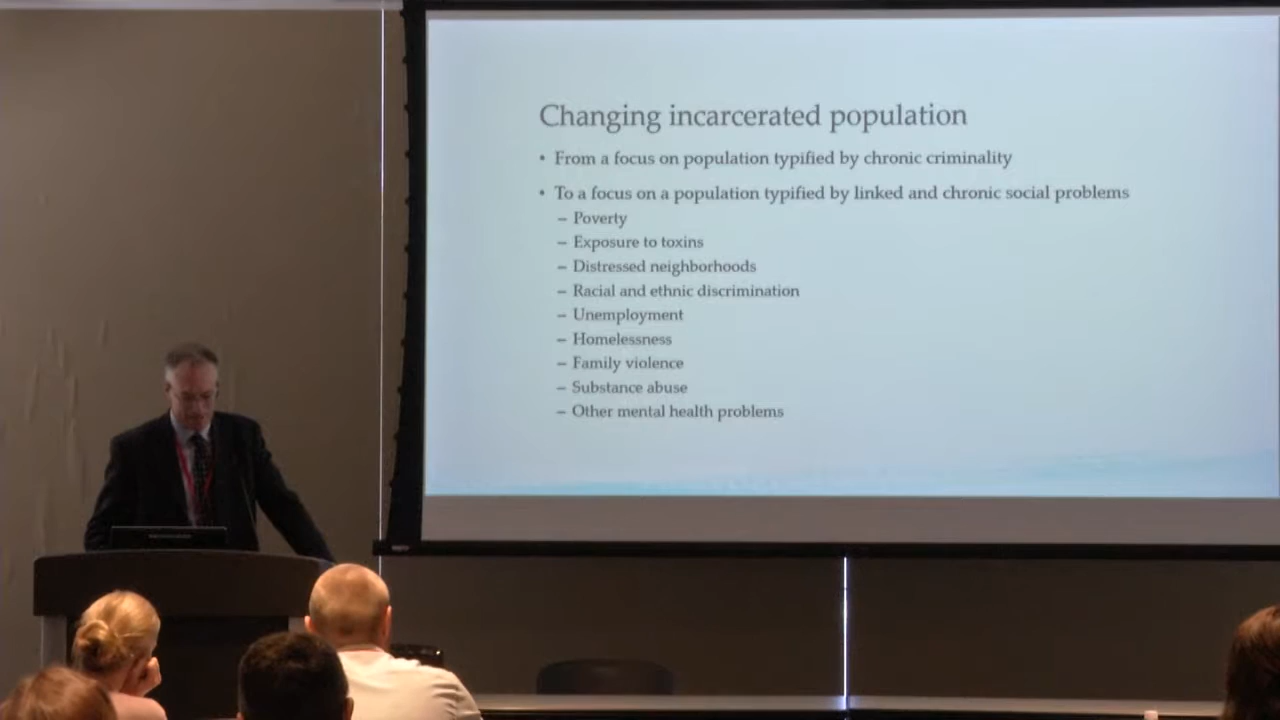 Changing incarcerated population
• From a focus on population typified by chronic criminality
• To a focus on a population typified by linked and chronic social problems
– Poverty
– Exposure to toxins
– Distressed neighborhoods
– Racial and ethnic discrimination
– Unemployment
– Homelessness
– Family violence
– Substance abuse
– Other mental health problems